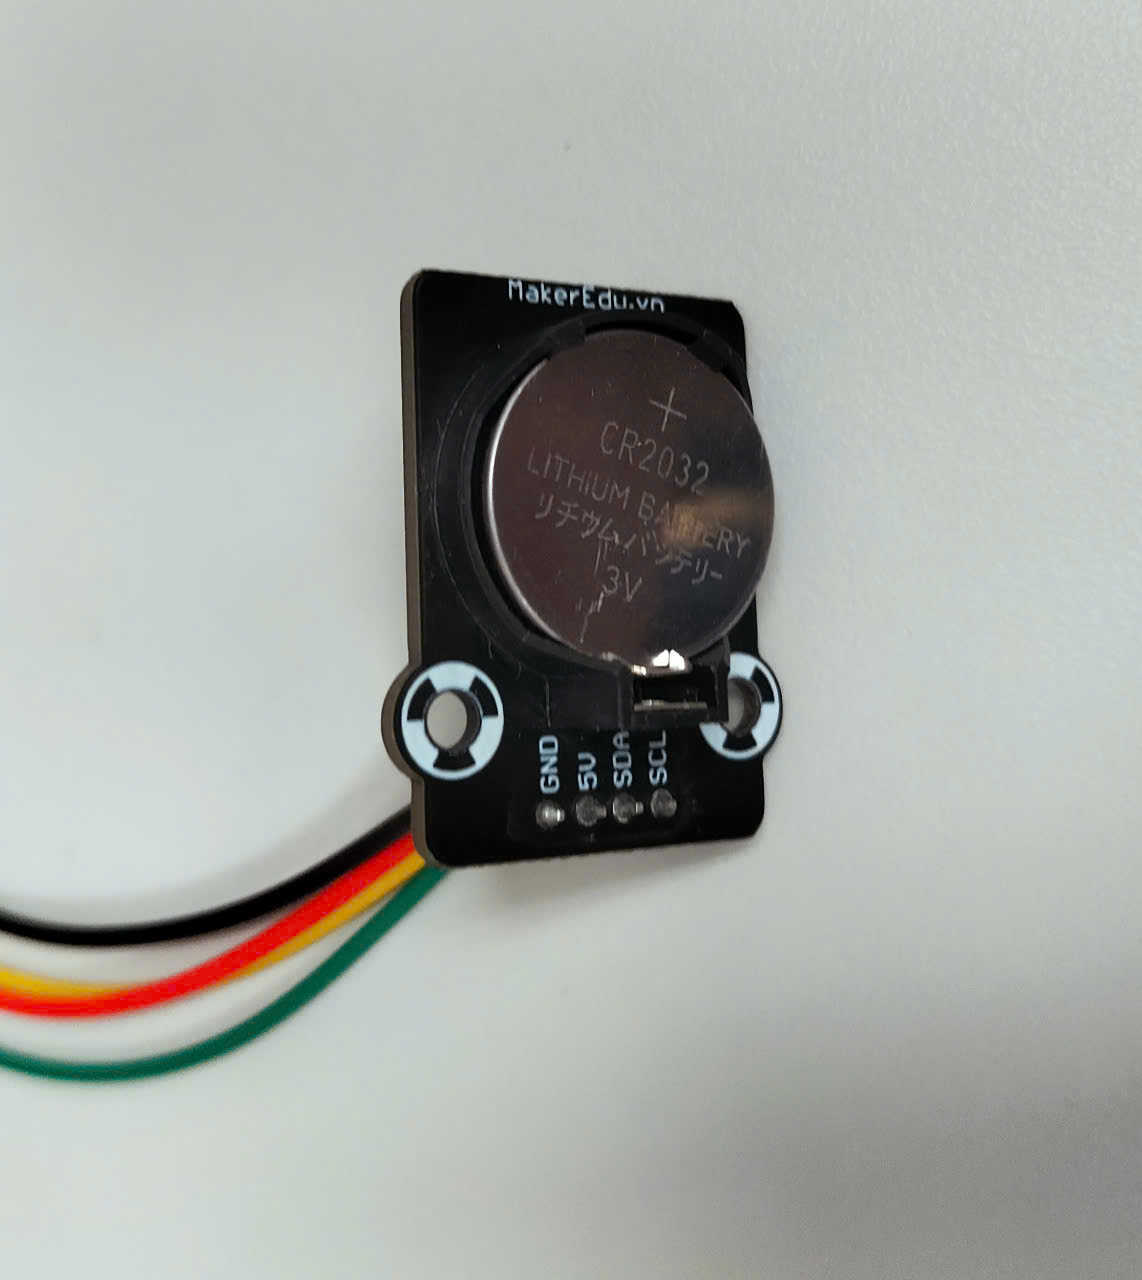 MakerEdu.vn
+
CR2032
LITHIUM BATTERY
リチウムバッテリー
3V
GND
5V
SDA
SCL